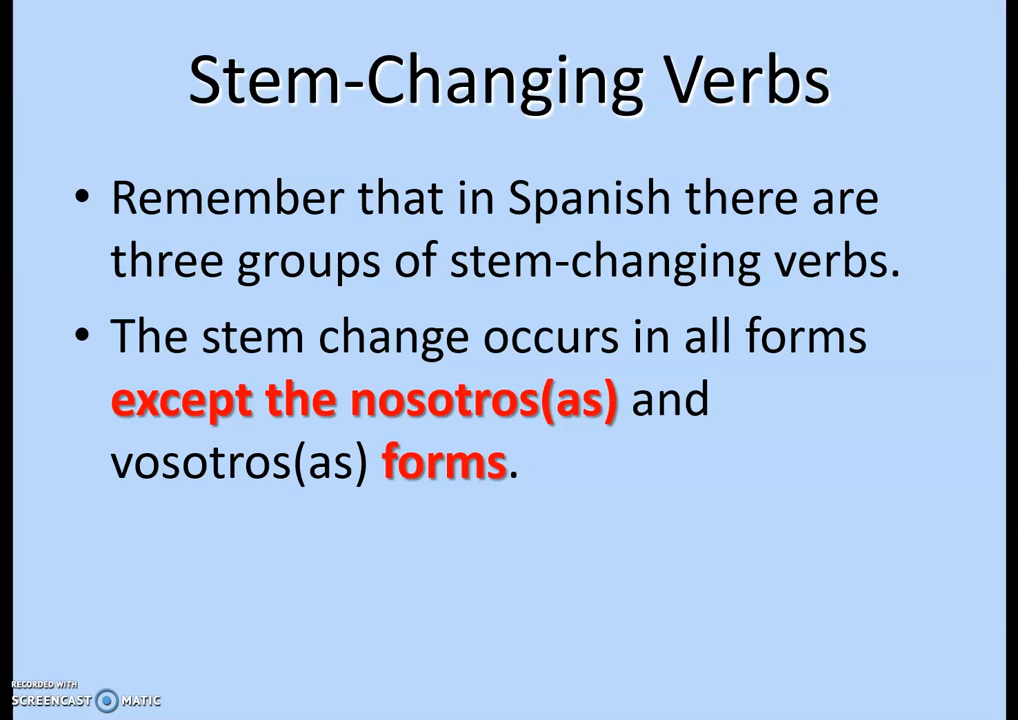 Stem-Changing Verbs
• Remember that in Spanish there are
three groups of stem-changing verbs.
• The stem change occurs in all forms
except the nosotros(as) and
vosotros(as) forms.
RECORDED WITH
SCREENCAST MATIC